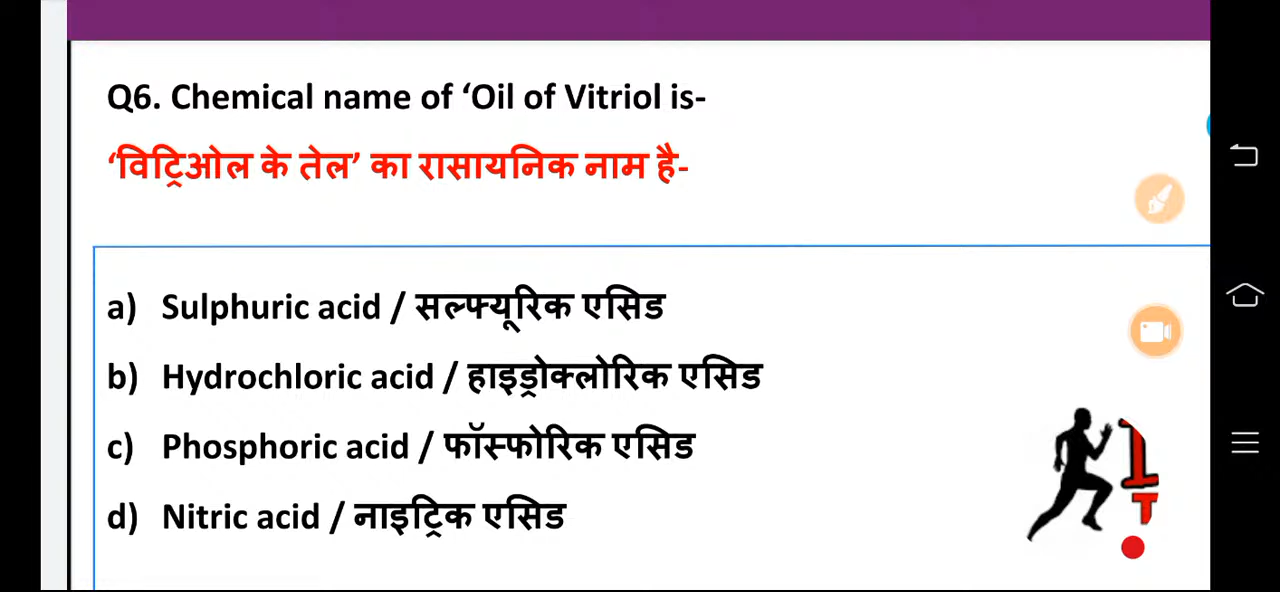 Q6. Chemical name of ‘Oil of Vitriol is-
‘विट्रिओल के तेल’ का रासायनिक नाम है-
a) Sulphuric acid / सल्फ्यूरिक एसिड
b) Hydrochloric acid / हाइड्रोक्लोरिक एसिड
c) Phosphoric acid / फॉस्फोरिक एसिड
d) Nitric acid / नाइट्रिक एसिड